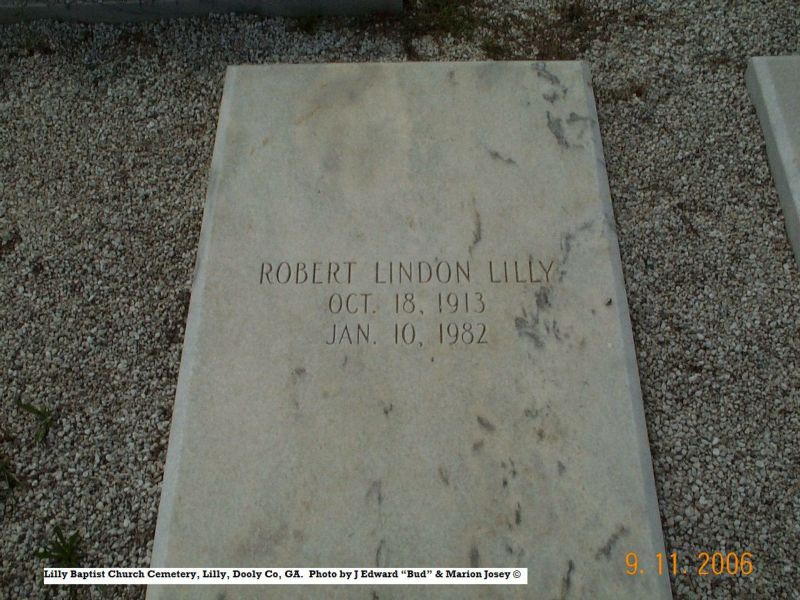 ROBERT LINDON LILLY
OCT. 18, 1913
JAN. 10, 1982
Lilly Baptist Church Cemetery, Lilly, Dooly Co, GA.  Photo by J Edward “Bud” & Marion Josey ©
9. 11. 2006